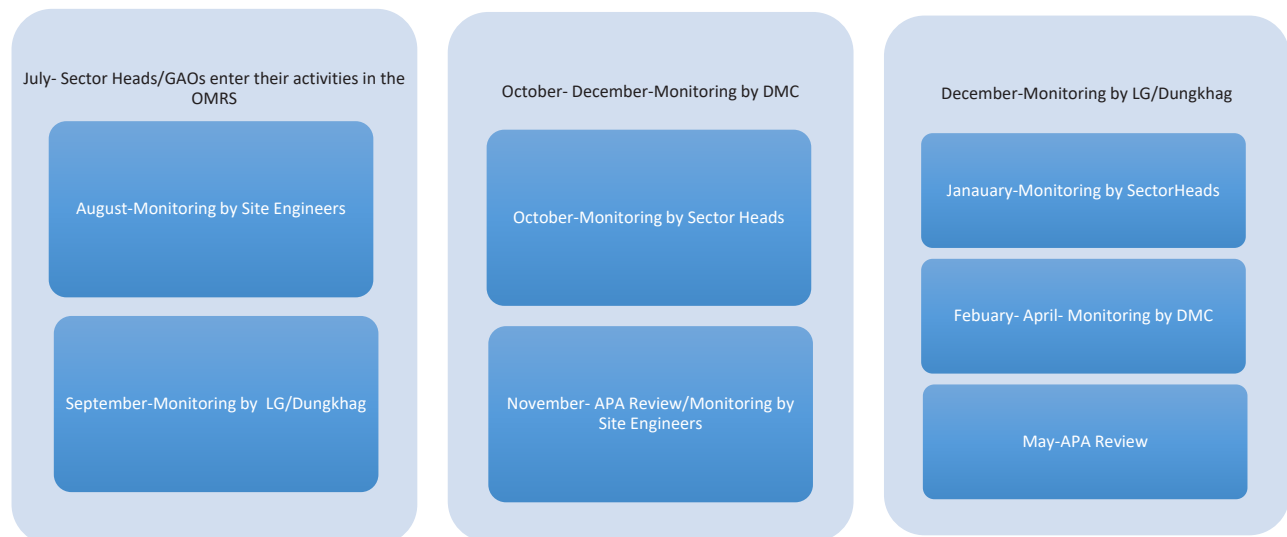 July- Sector Heads/GAOs enter their activities in the
OMRS
August-Monitoring by Site Engineers
September-Monitoring by  LG/Dungkhag
October- December-Monitoring by DMC
October-Monitoring by Sector Heads
November- APA Review/Monitoring by
Site Engineers
December-Monitoring by LG/Dungkhag
Janauary-Monitoring by SectorHeads
Febuary- April- Monitoring by DMC
May-APA Review